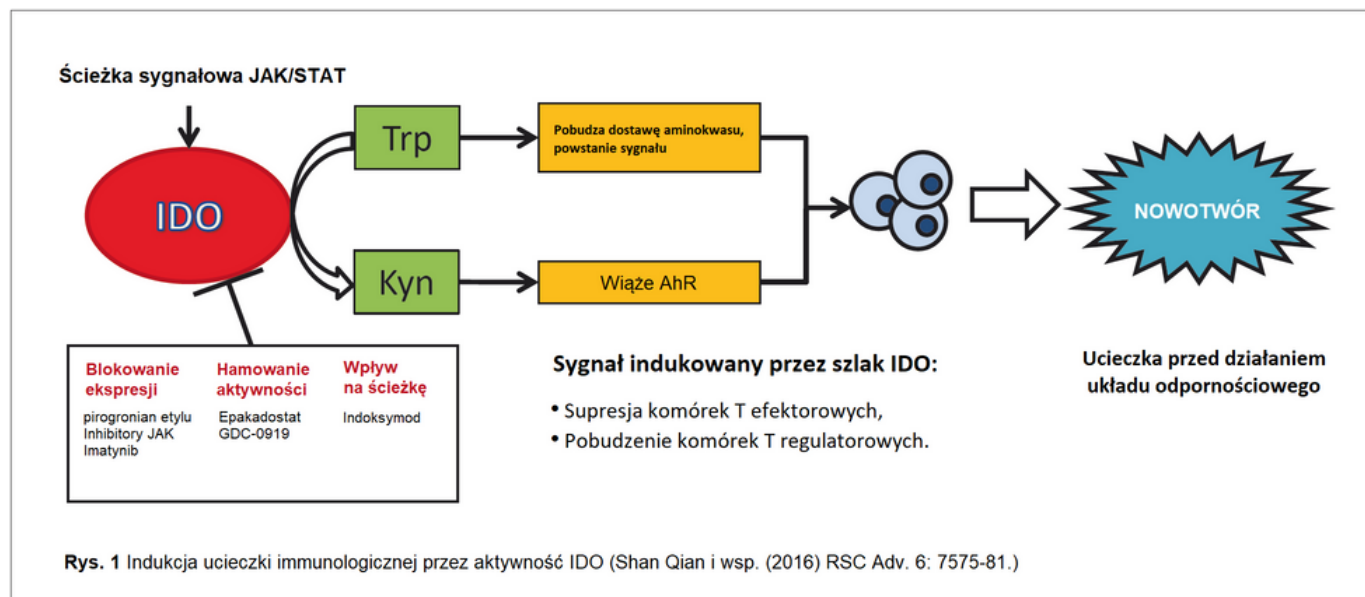 Ścieżka sygnałowa JAK/STAT
IDO
Trp
Pobudza dostawę aminokwasu,
powstanie sygnału
Kyn
Wiąże AhR
NOWOTWÓR
Blokowanie
ekspresji
pirogronian etylu
Inhibitory JAK
Imatynib
Hamowanie
aktywności
Epakadostat
GDC-0919
Wpływ
na ścieżkę
Indoksymod
Sygnał indukowany przez szlak IDO:
• Supresja komórek T efektorowych,
• Pobudzenie komórek T regulatorowych.
Ucieczka przed działaniem
układu odpornościowego
Rys. 1 Indukcja ucieczki immunologicznej przez aktywność IDO (Shan Qian i wsp. (2016) RSC Adv. 6: 7575-81.)